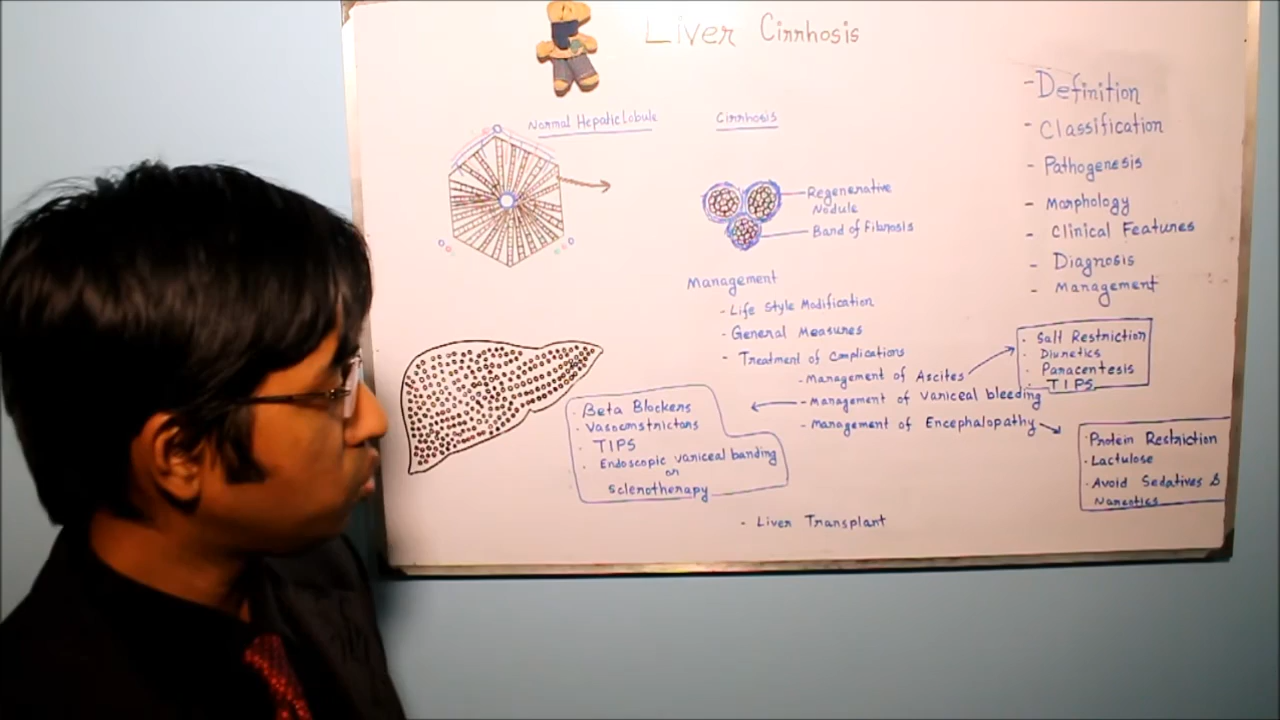 Liver Cirrhosis
- Definition
- Classification
- Pathogenesis
- Morphology
- Clinical Features
- Diagnosis
- Management
Normal Hepatic Lobule
Cirrhosis
Regenerative
Nodule
Band of Fibrosis
Management
- Life Style Modification
- General Measures
- Treatment of Complications
- Management of Ascites
- Management of variceal bleeding
- Management of Encephalopathy
· Salt Restriction
· Diuretics
· Paracentesis
· TIPS
· Beta Blockers
· Vasoconstrictors
· TIPS
· Endoscopic variceal banding
or
sclerotherapy
· Protein Restriction
· Lactulose
· Avoid Sedatives &
Narcotics
- Liver Transplant